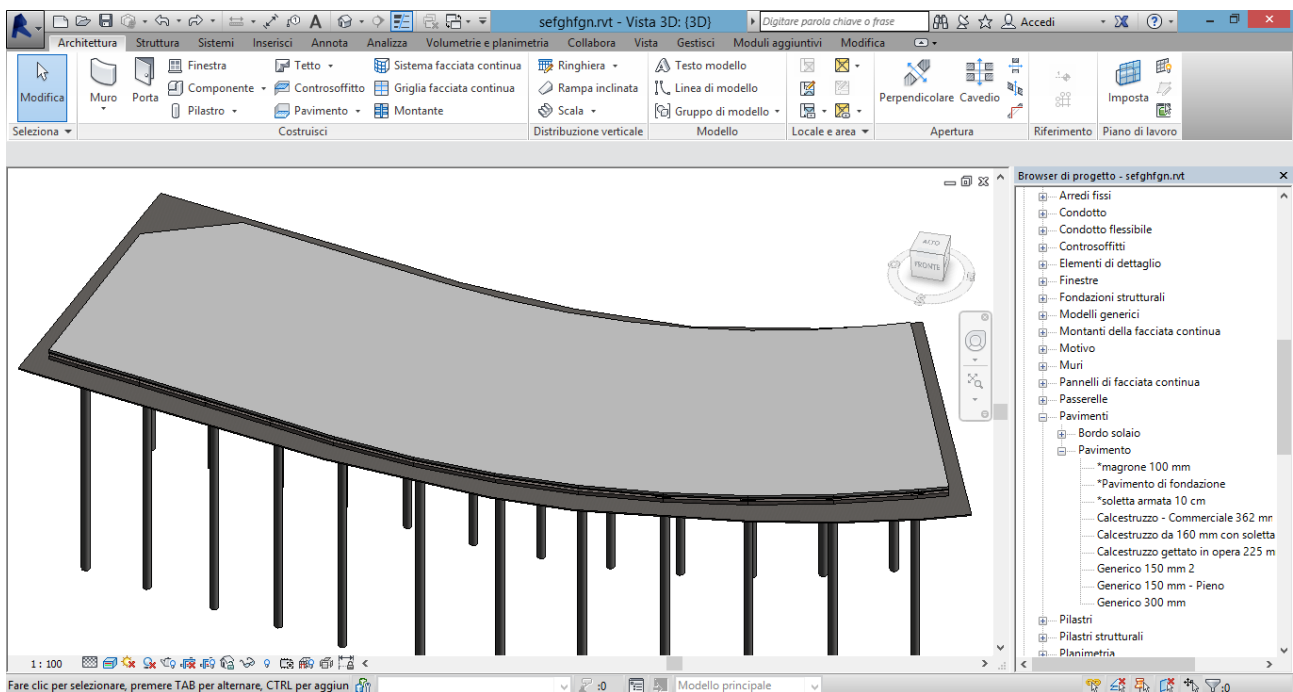 sefghfgn.rvt - Vista 3D: {3D}
Digitare parola chiave o frase
Accedi
Architettura Struttura Sistemi Inserisci Annota Analizza Volumetrie e planimetria Collabora Vista Gestisci Moduli aggiuntivi Modifica
Modifica
Muro
Porta
Finestra
Componente
Pilastro
Tetto
Controsoffitto
Pavimento
Sistema facciata continua
Griglia facciata continua
Montante
Ringhiera
Rampa inclinata
Scala
Testo modello
Linea di modello
Gruppo di modello
Perpendicolare
Cavedio
Imposta
Seleziona
Costruisci
Distribuzione verticale
Modello
Locale e area
Apertura
Riferimento
Piano di lavoro
ALTO
FRONTE
Browser di progetto - sefghfgn.rvt
Arredi fissi
Condotto
Condotto flessibile
Controsoffitti
Elementi di dettaglio
Finestre
Fondazioni strutturali
Modelli generici
Montanti della facciata continua
Motivo
Muri
Pannelli di facciata continua
Passerelle
Pavimenti
Bordo solaio
Pavimento
*magrone 100 mm
*Pavimento di fondazione
*soletta armata 10 cm
Calcestruzzo - Commerciale 362 mr
Calcestruzzo da 160 mm con soletta
Calcestruzzo gettato in opera 225 m
Generico 150 mm 2
Generico 150 mm - Pieno
Generico 300 mm
Pilastri
Pilastri strutturali
Planimetria
1 : 100
Fare clic per selezionare, premere TAB per alternare, CTRL per aggiun
:0
Modello principale
:0